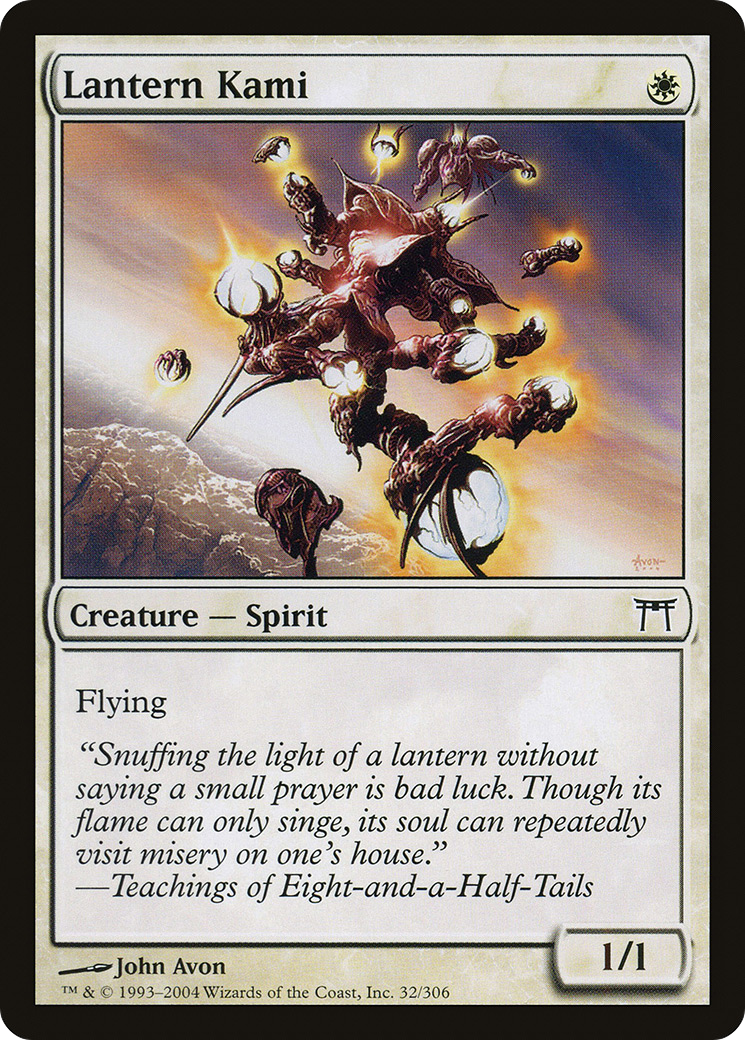 Lantern Kami
AVON
2004
Creature — Spirit
Flying
“Snuffing the light of a lantern without
saying a small prayer is bad luck. Though its
flame can only singe, its soul can repeatedly
visit misery on one’s house.”
—Teachings of Eight-and-a-Half-Tails
1/1
John Avon
™ & © 1993–2004 Wizards of the Coast, Inc. 32/306